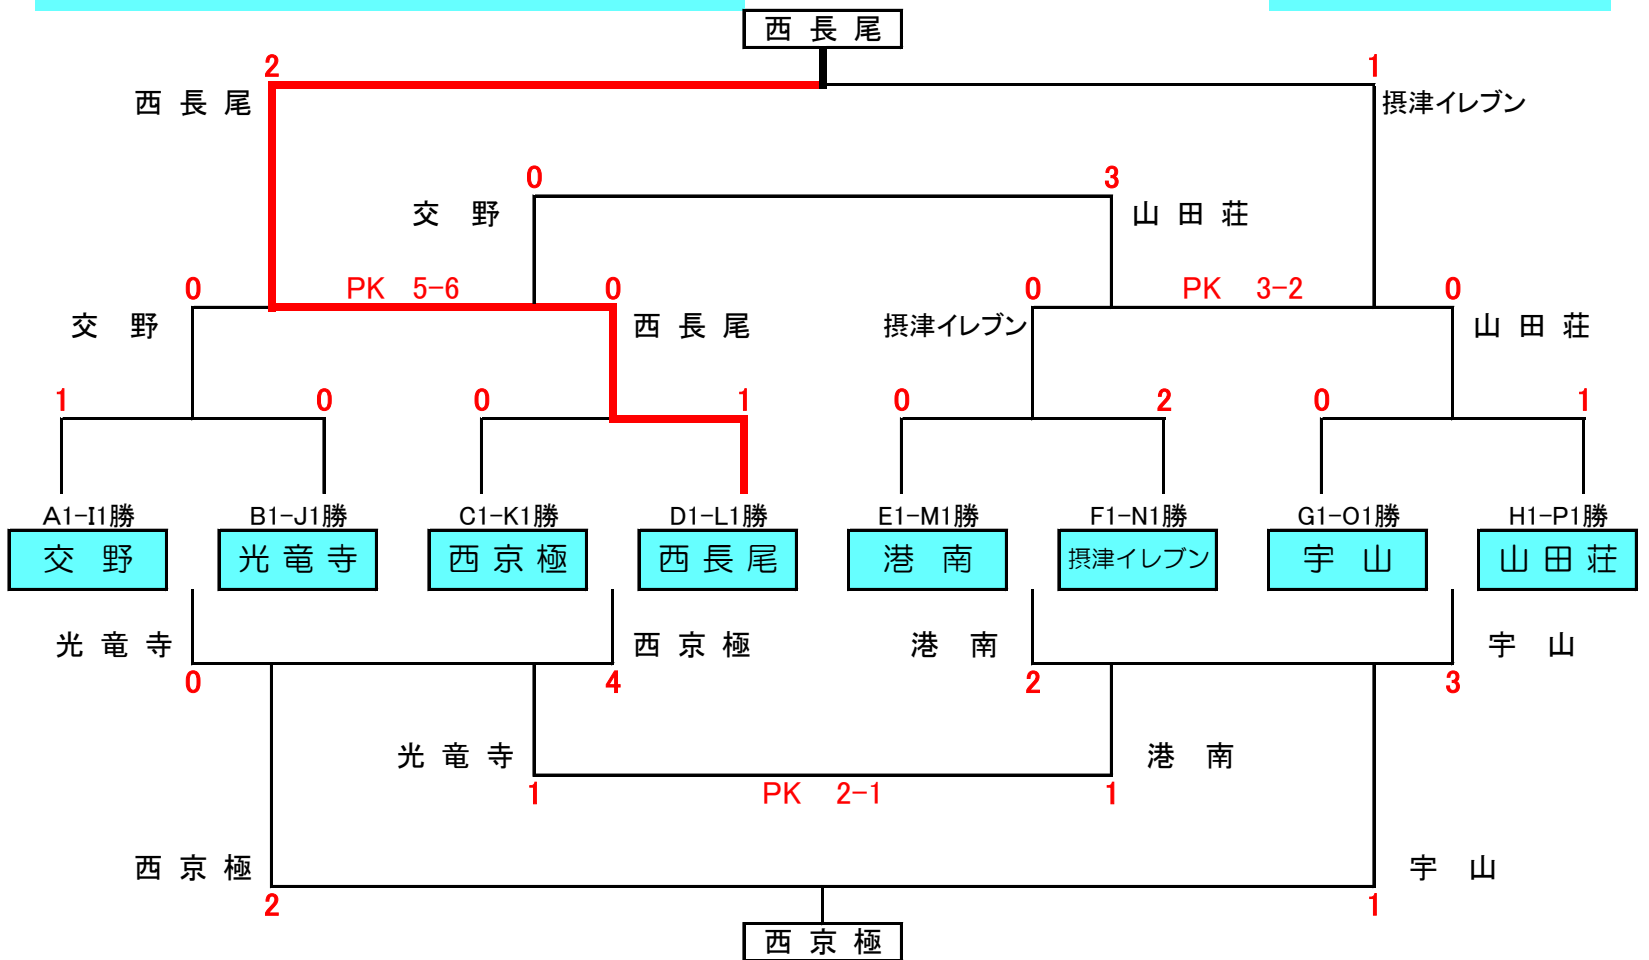 西長尾
2 1
西長尾 摂津イレブン
0 3
交野 山田荘
0 PK 5-6 0 0 PK 3-2 0
交野 西長尾 摂津イレブン 山田荘
1 0 0 1 0 2 0 1
A1-I1勝 B1-J1勝 C1-K1勝 D1-L1勝 E1-M1勝 F1-N1勝 G1-O1勝 H1-P1勝
交野 光竜寺 西京極 西長尾 港南 摂津イレブン 宇山 山田荘
光竜寺 西京極 港南 宇山
0 4 2 3
光竜寺 港南
1 PK 2-1 1
西京極 宇山
2 1
西京極